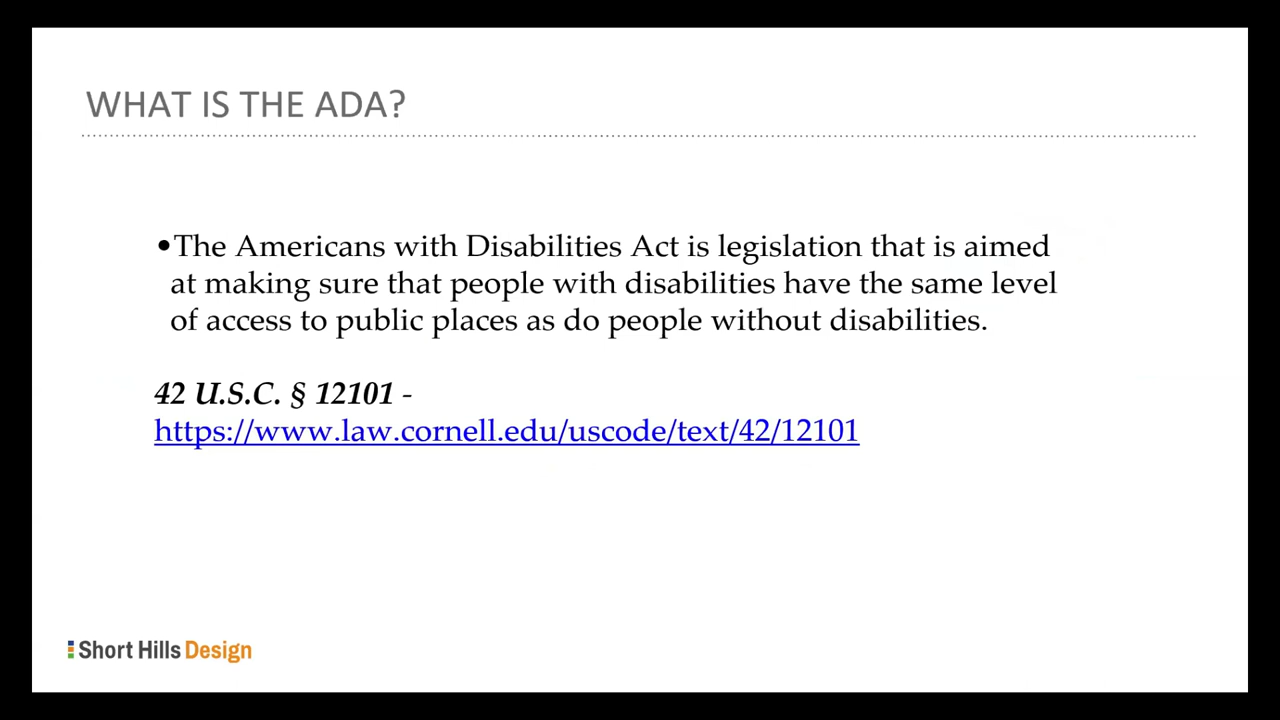 WHAT IS THE ADA?
•The Americans with Disabilities Act is legislation that is aimed
at making sure that people with disabilities have the same level
of access to public places as do people without disabilities.
42 U.S.C. § 12101 -
https://www.law.cornell.edu/uscode/text/42/12101
Short Hills Design